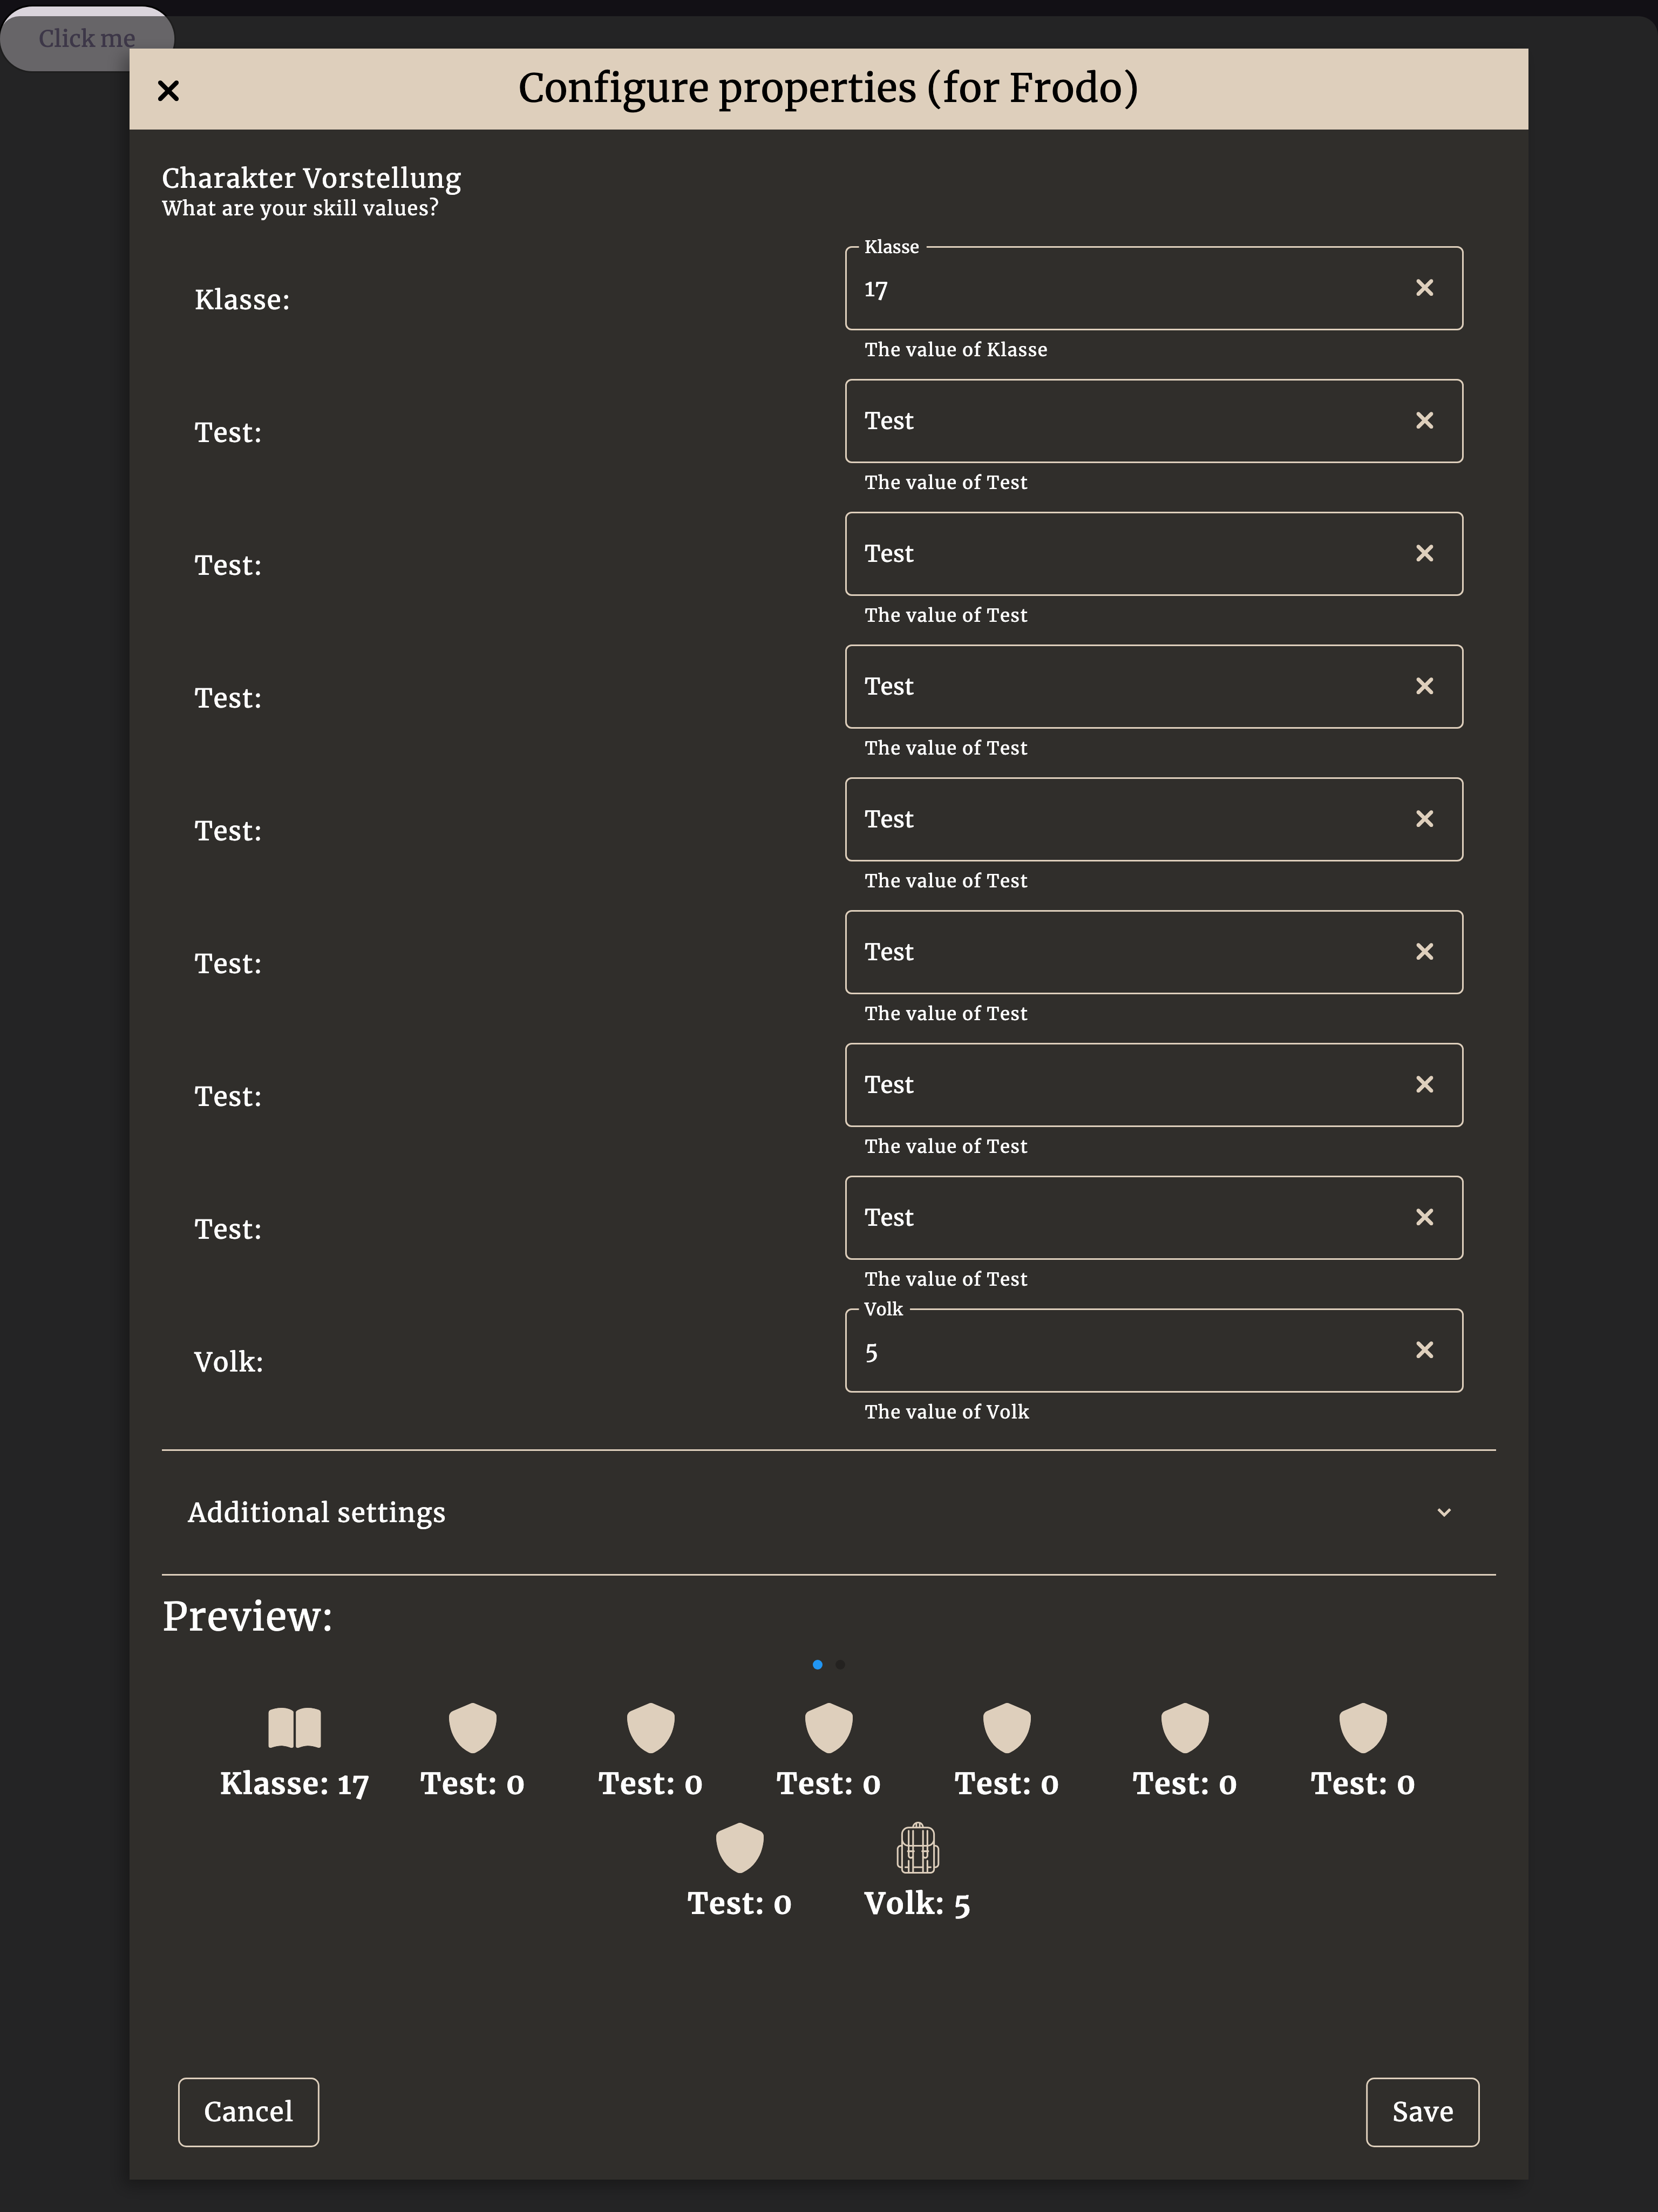 Click me
Configure properties (for Frodo)
Charakter Vorstellung
What are your skill values?
Klasse
Klasse:
17
The value of Klasse
Test:
Test
The value of Test
Test:
Test
The value of Test
Test:
Test
The value of Test
Test:
Test
The value of Test
Test:
Test
The value of Test
Test:
Test
The value of Test
Test:
Test
The value of Test
Volk
Volk:
5
The value of Volk
Additional settings
Preview:
Klasse: 17
Test: 0
Test: 0
Test: 0
Test: 0
Test: 0
Test: 0
Test: 0
Volk: 5
Cancel
Save